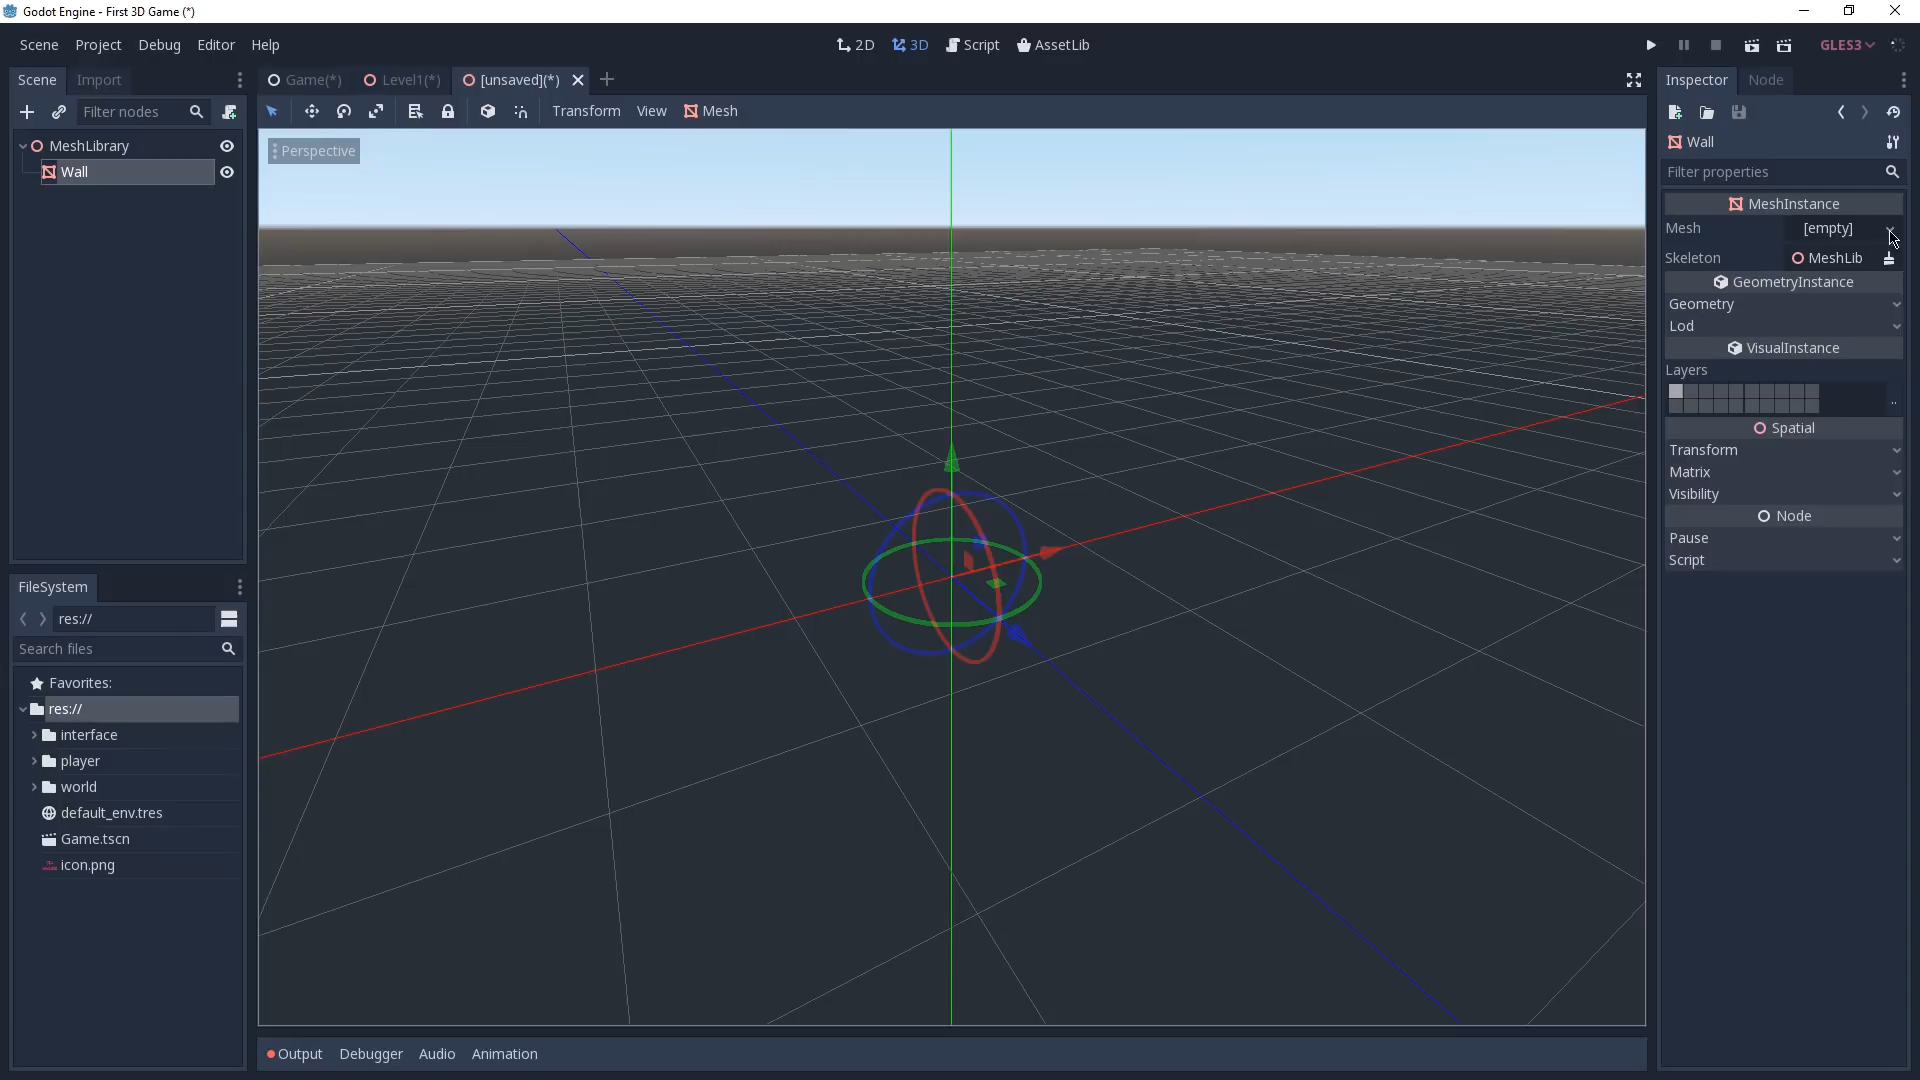 Godot Engine - First 3D Game (*)
Scene Project Debug Editor Help
2D 3D Script AssetLib
GLES3
Scene Import
Game(*) Level1(*) [unsaved](*)
Inspector Node
Filter nodes
Transform View Mesh
MeshLibrary
Wall
Perspective
Wall
Filter properties
MeshInstance
Mesh [empty]
Skeleton MeshLib
GeometryInstance
Geometry
Lod
VisualInstance
Layers
..
Spatial
Transform
Matrix
Visibility
Node
Pause
Script
FileSystem
res://
Search files
Favorites:
res://
interface
player
world
default_env.tres
Game.tscn
icon.png
Output Debugger Audio Animation